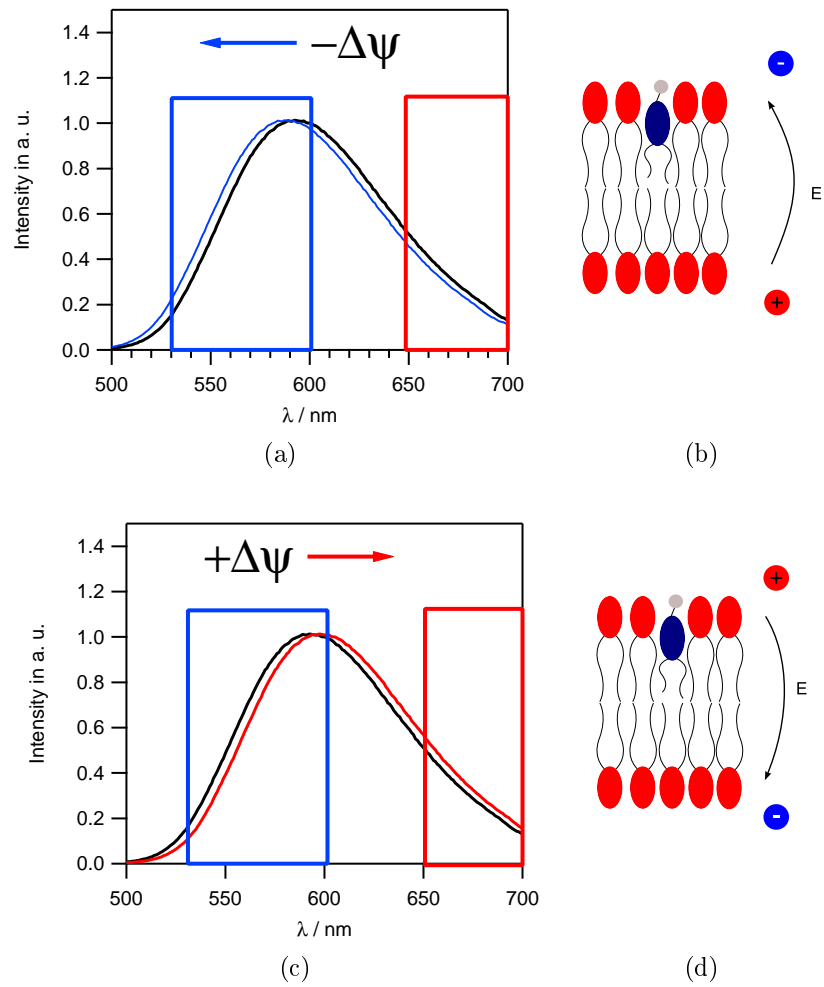 1.4
1.2
1.0
0.8
0.6
0.4
0.2
0.0
Intensity in a. u.
−Δψ
500 550 600 650 700
λ / nm
(a)
-
E
+
(b)
1.4
1.2
1.0
0.8
0.6
0.4
0.2
0.0
Intensity in a. u.
+Δψ
500 550 600 650 700
λ / nm
(c)
+
E
-
(d)